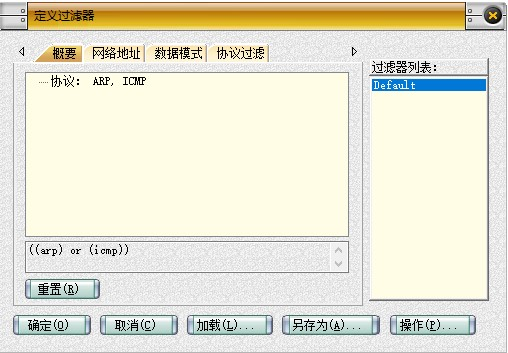 定义过滤器
概要 网络地址 数据模式 协议过滤
过滤器列表:
协议: ARP, ICMP
Default
((arp) or (icmp))
重置(R)
确定(O) 取消(C) 加载(L)... 另存为(A)... 操作(P)...